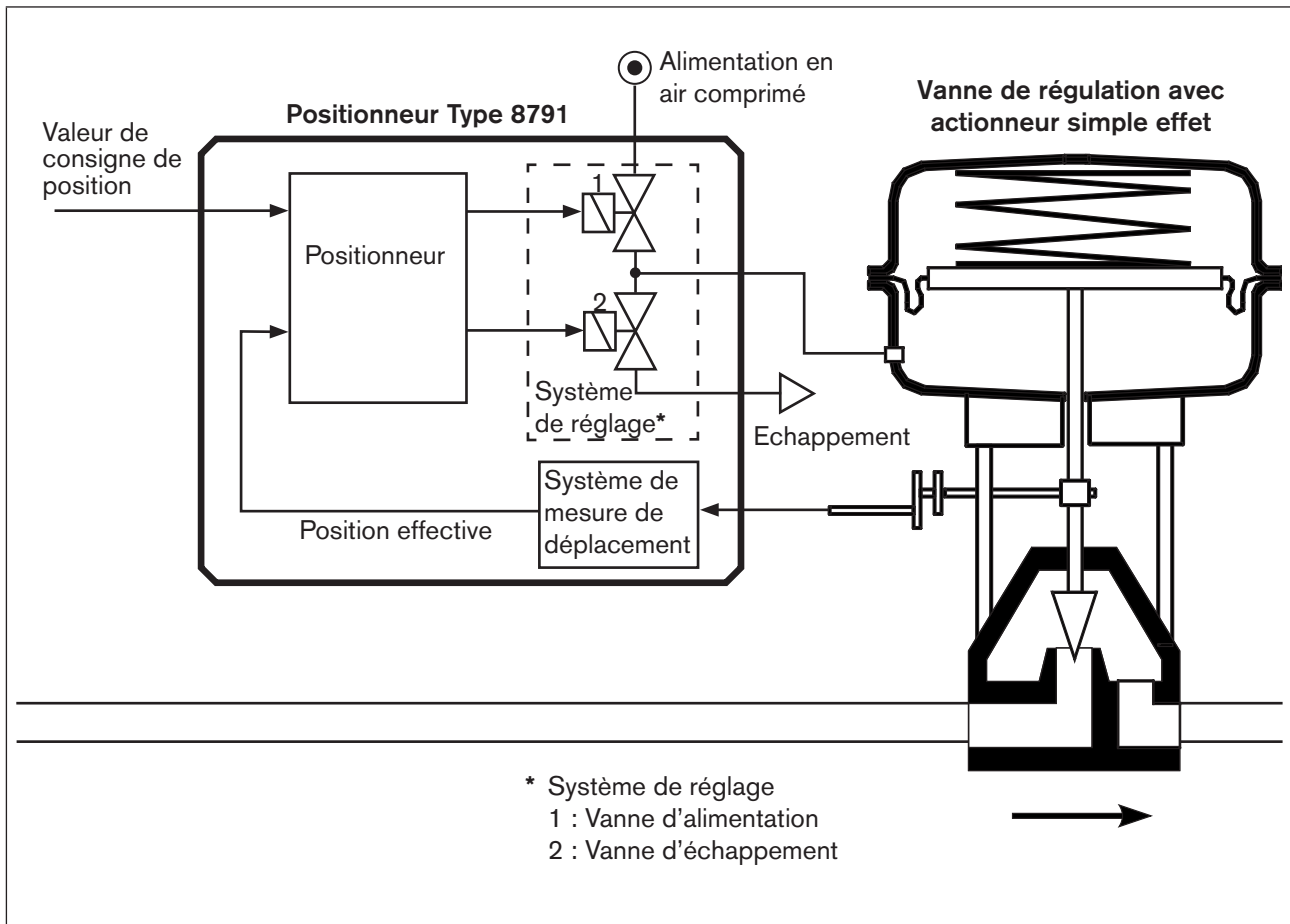 Alimentation en
air comprimé
Vanne de régulation avec
actionneur simple effet
Positionneur Type 8791
Valeur de
consigne de
position
1
Positionneur
2
Système
de réglage*
Echappement
Système de
mesure de
déplacement
Position effective
* Système de réglage
1 : Vanne d'alimentation
2 : Vanne d'échappement